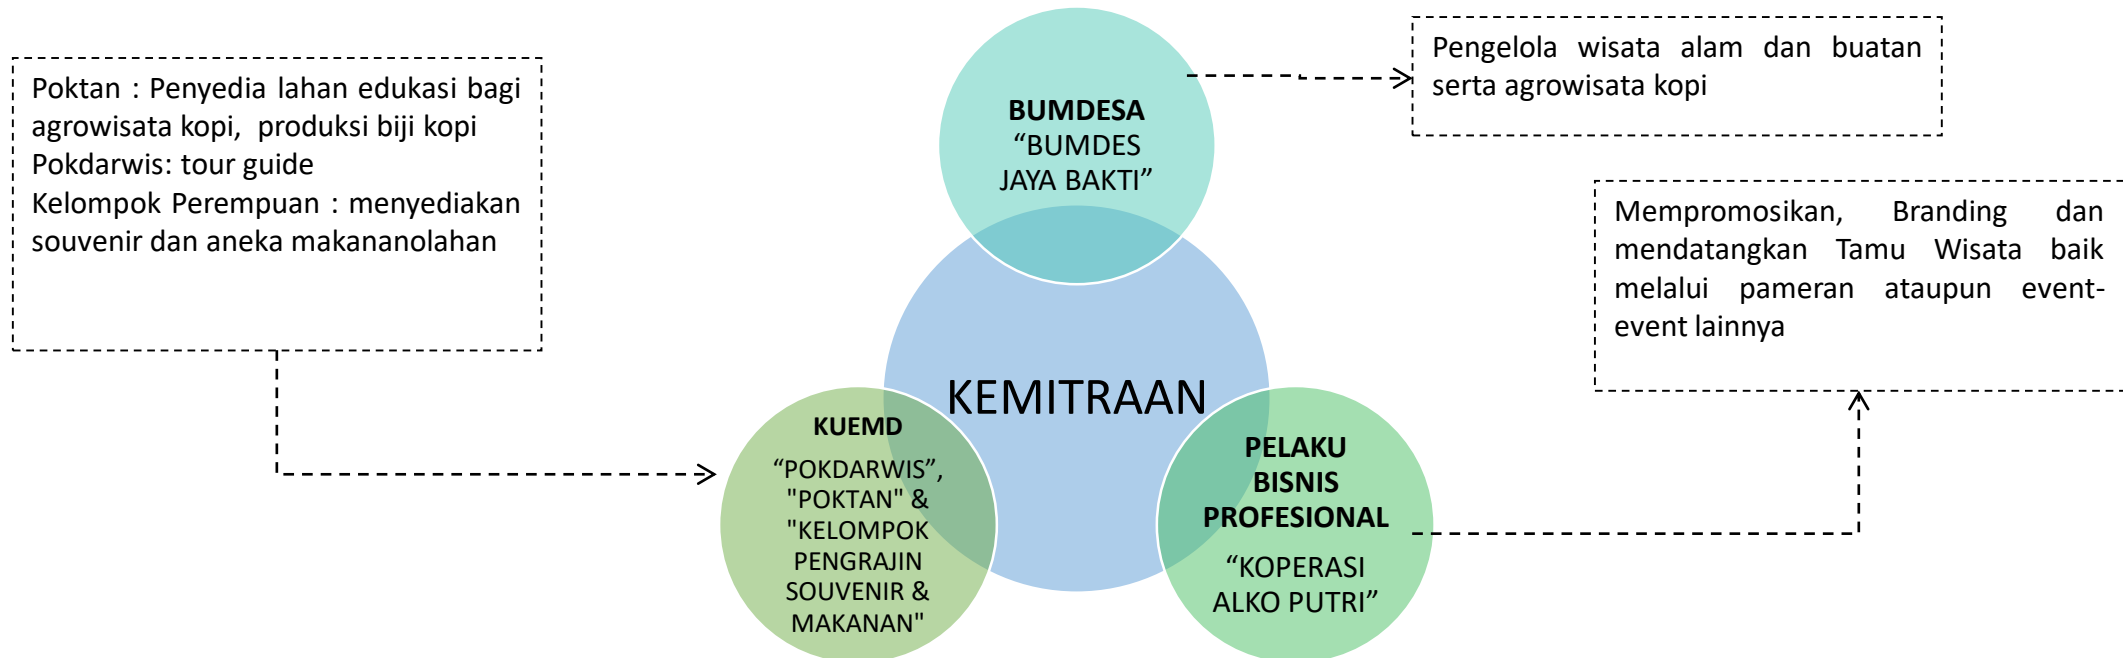 Poktan : Penyedia lahan edukasi bagi
agrowisata kopi, produksi biji kopi
Pokdarwis: tour guide
Kelompok Perempuan : menyediakan
souvenir dan aneka makananolahan
BUMDESA
“BUMDES
JAYA BAKTI”
Pengelola wisata alam dan buatan
serta agrowisata kopi
Mempromosikan, Branding dan
mendatangkan Tamu Wisata baik
melalui pameran ataupun event-
event lainnya
KEMITRAAN
KUEMD
“POKDARWIS”,
"POKTAN" &
"KELOMPOK
PENGRAJIN
SOUVENIR &
MAKANAN"
PELAKU
BISNIS
PROFESIONAL
“KOPERASI
ALKO PUTRI”